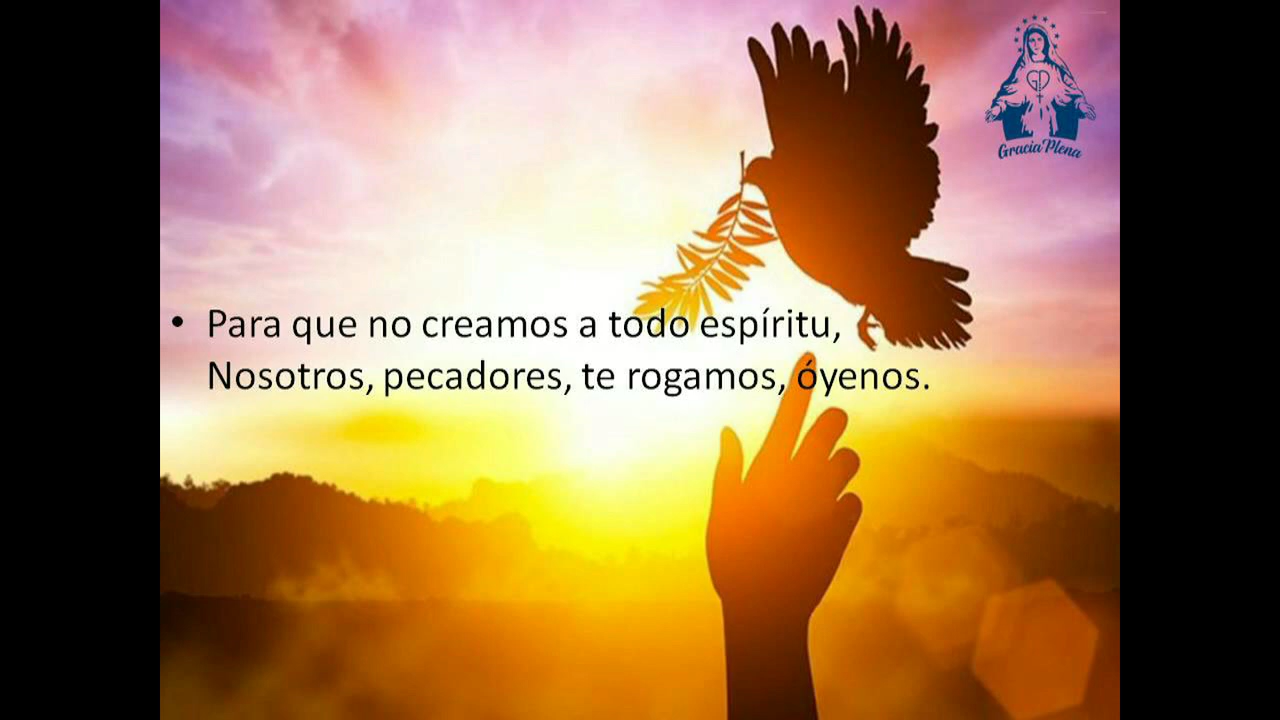 Gracia Plena
• Para que no creamos a todo espíritu,
Nosotros, pecadores, te rogamos, óyenos.